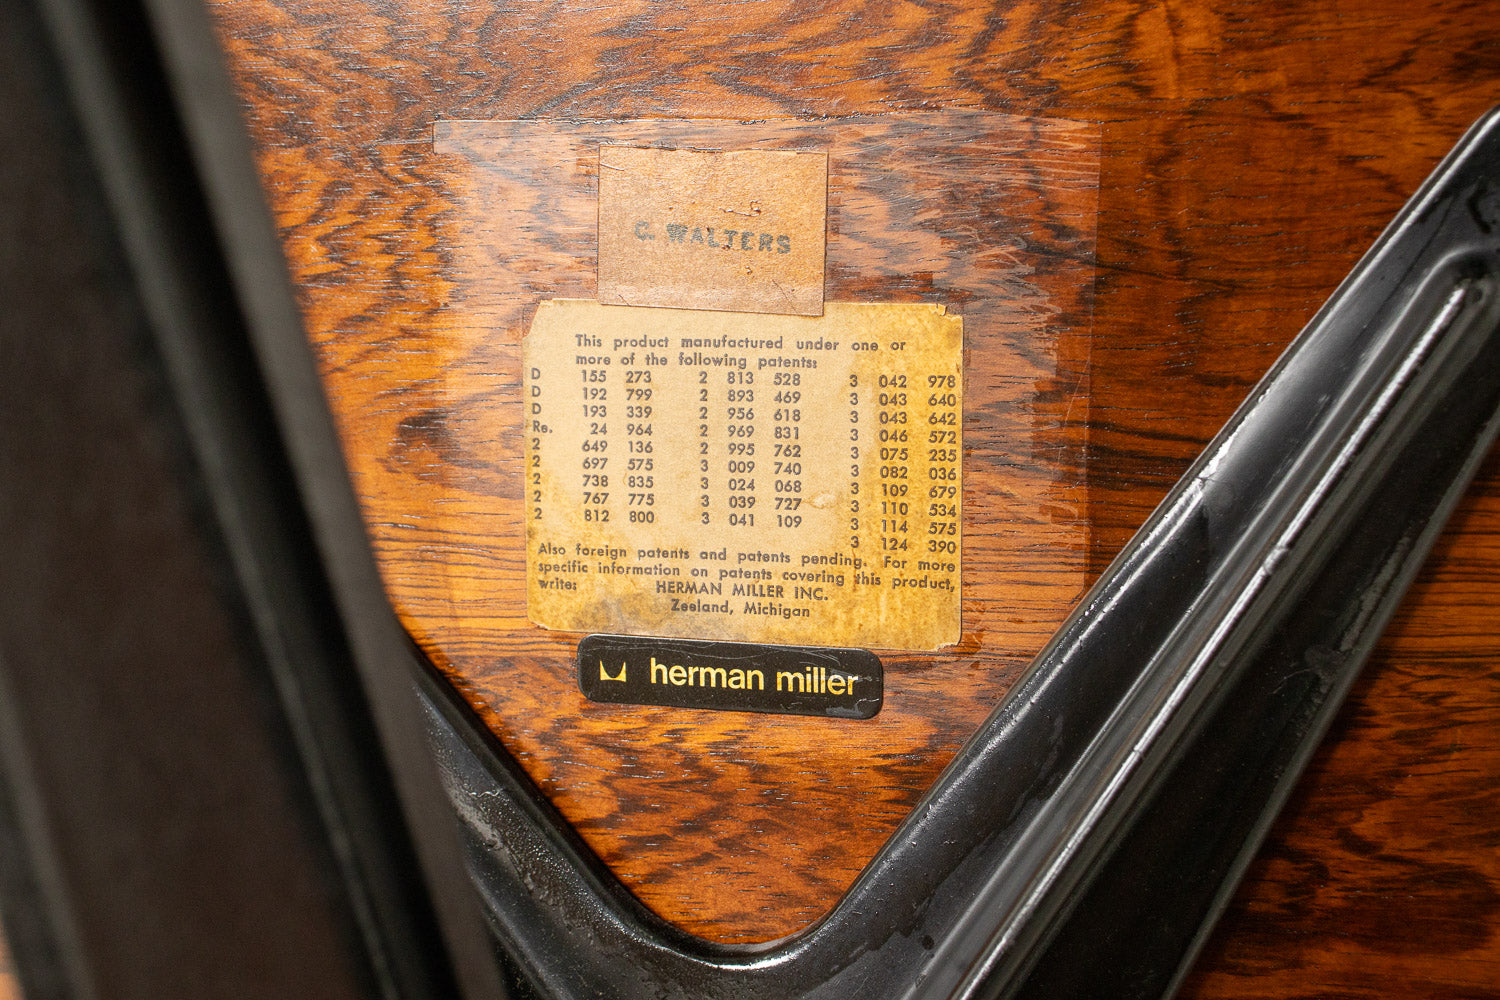 C. WALTERS
This product manufactured under one or
more of the following patents:
D 155 273 2 813 528 3 042 978
D 192 799 2 893 469 3 043 640
D 193 339 2 956 618 3 043 642
Re. 24 964 2 969 831 3 046 572
2 649 136 2 995 762 3 075 235
2 697 575 3 009 740 3 082 036
2 738 835 3 024 068 3 109 679
2 767 775 3 039 727 3 110 534
2 812 800 3 041 109 3 114 575
3 124 390
Also foreign patents and patents pending. For more
specific information on patents covering this product,
write: HERMAN MILLER INC.
Zeeland, Michigan
herman miller